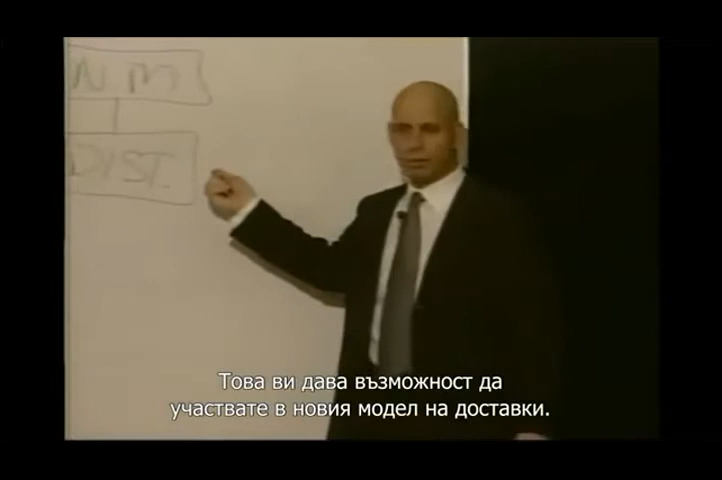 N M
DIST.
Това ви дава възможност да
участвате в новия модел на доставки.